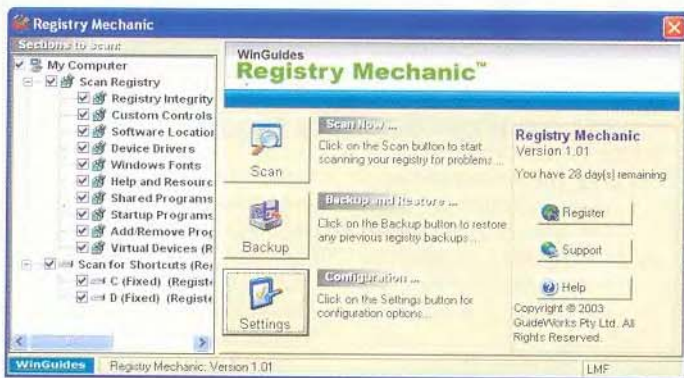 Registry Mechanic
Sections to scan:
My Computer
Scan Registry
Registry Integrity
Custom Controls
Software Location
Device Drivers
Windows Fonts
Help and Resourc
Shared Programs
Startup Programs
Add/Remove Prog
Virtual Devices (R
Scan for Shortcuts (Reg
C (Fixed) (Registe
D (Fixed) (Registe
WinGuides
Registry Mechanic™
Scan
Scan Now ...
Click on the Scan button to start
scanning your registry for problems ...
Backup
Backup and Restore ...
Click on the Backup button to restore
any previous registry backups ...
Settings
Configuration ...
Click on the Settings button for
configuration options...
Registry Mechanic
Version 1.01
You have 28 day(s) remaining
Register
Support
Help
Copyright © 2003
GuideWorks Pty Ltd. All
Rights Reserved.
WinGuides
Registry Mechanic: Version 1.01
LMF